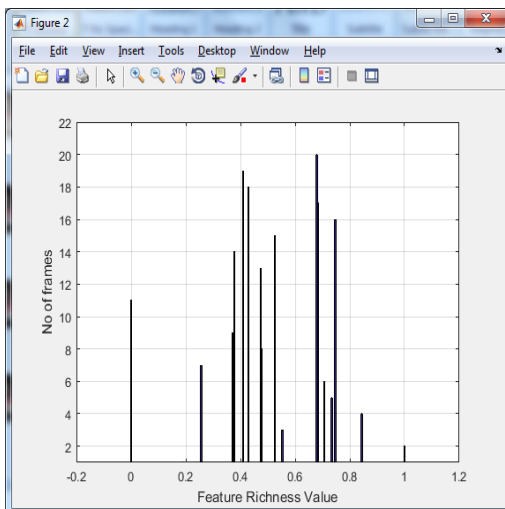 Figure 2
File Edit View Insert Tools Desktop Window Help
22
20
18
16
14
12
10
8
6
4
2
No of frames
-0.2 0 0.2 0.4 0.6 0.8 1 1.2
Feature Richness Value